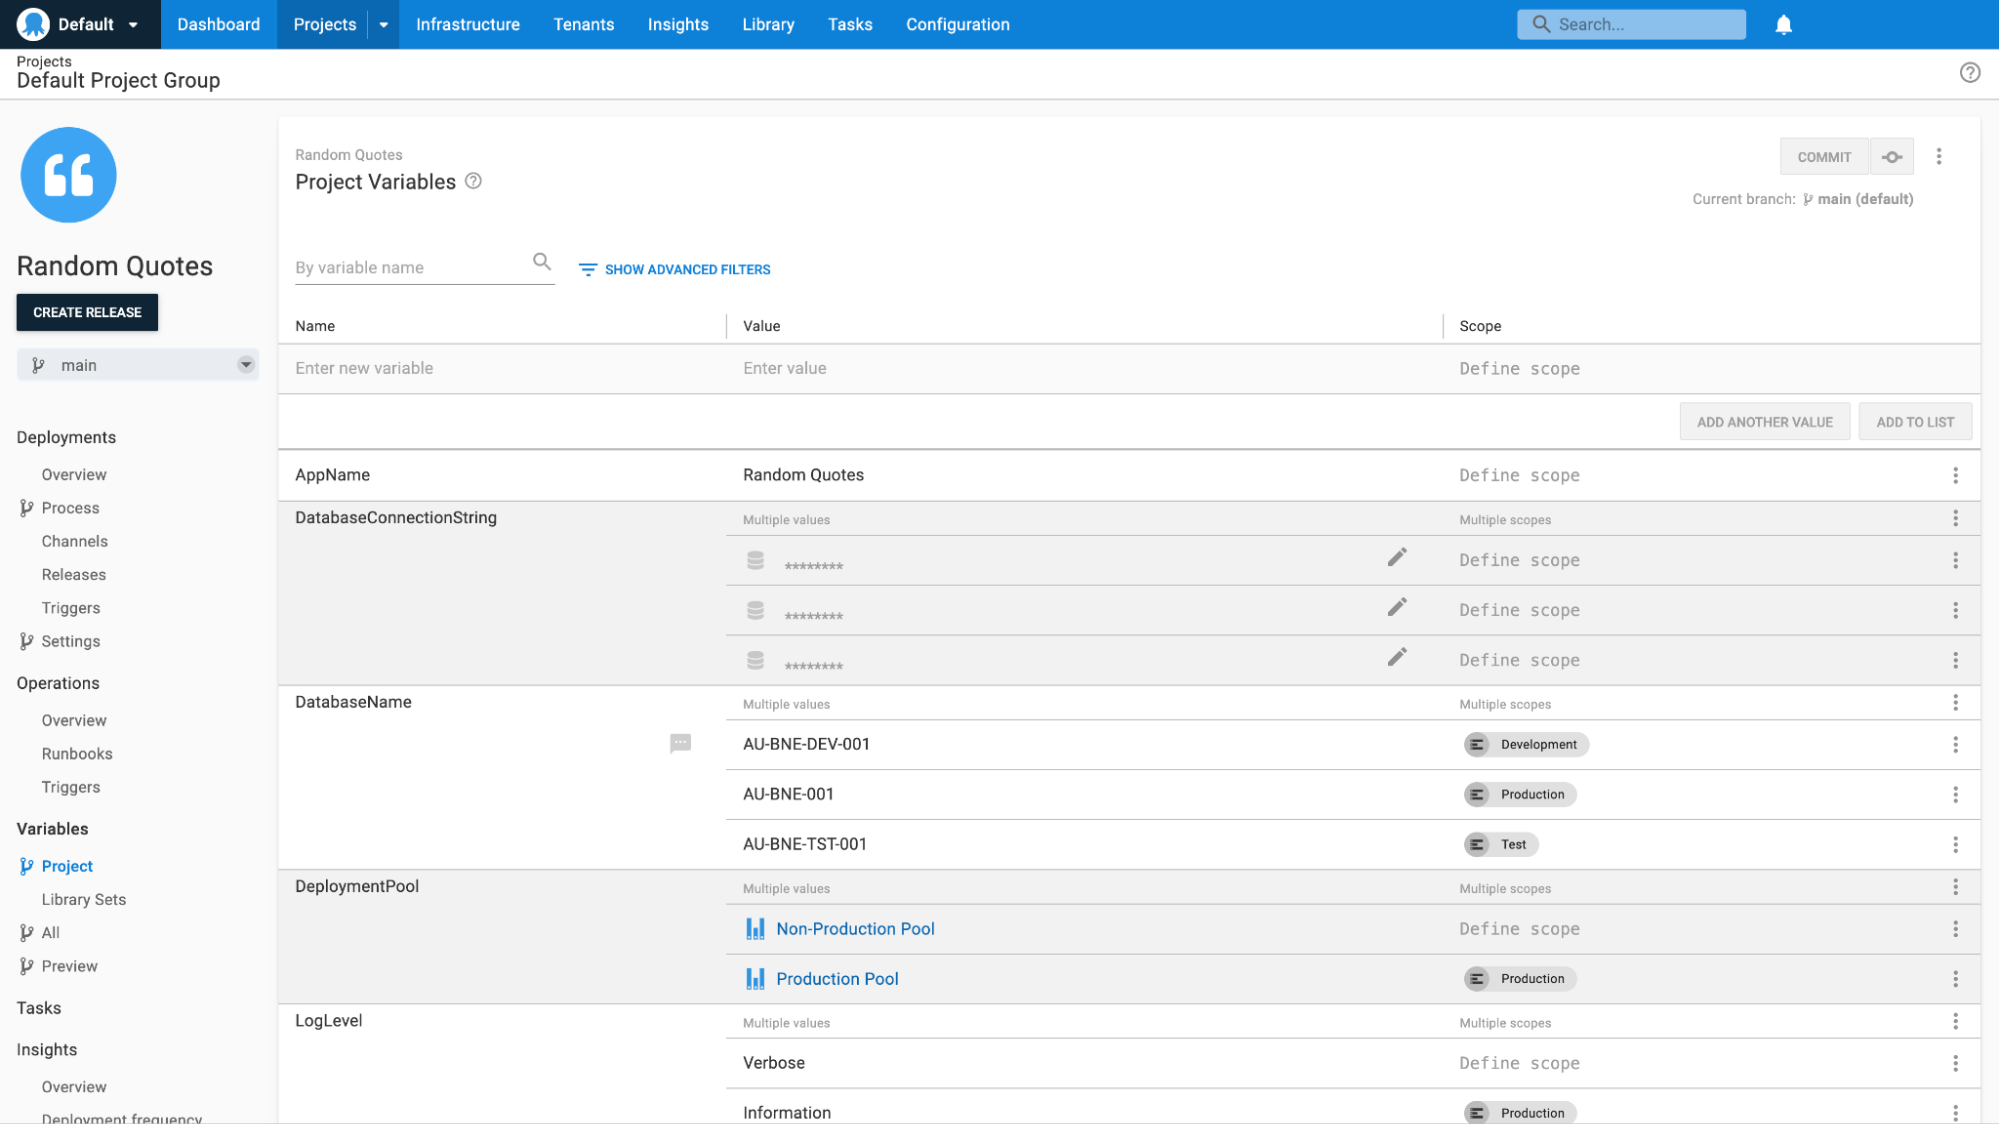 Default Dashboard Projects Infrastructure Tenants Insights Library Tasks Configuration Search...
Projects
Default Project Group
Random Quotes
CREATE RELEASE
main
Deployments
Overview
Process
Channels
Releases
Triggers
Settings
Operations
Overview
Runbooks
Triggers
Variables
Project
Library Sets
All
Preview
Tasks
Insights
Overview
Deployment frequency
Random Quotes
Project Variables
COMMIT
Current branch: main (default)
By variable name SHOW ADVANCED FILTERS
Name Value Scope
Enter new variable Enter value Define scope
ADD ANOTHER VALUE ADD TO LIST
AppName Random Quotes Define scope
DatabaseConnectionString Multiple values Multiple scopes
******** Define scope
******** Define scope
******** Define scope
DatabaseName Multiple values Multiple scopes
AU-BNE-DEV-001 Development
AU-BNE-001 Production
AU-BNE-TST-001 Test
DeploymentPool Multiple values Multiple scopes
Non-Production Pool Define scope
Production Pool Production
LogLevel Multiple values Multiple scopes
Verbose Define scope
Information Production